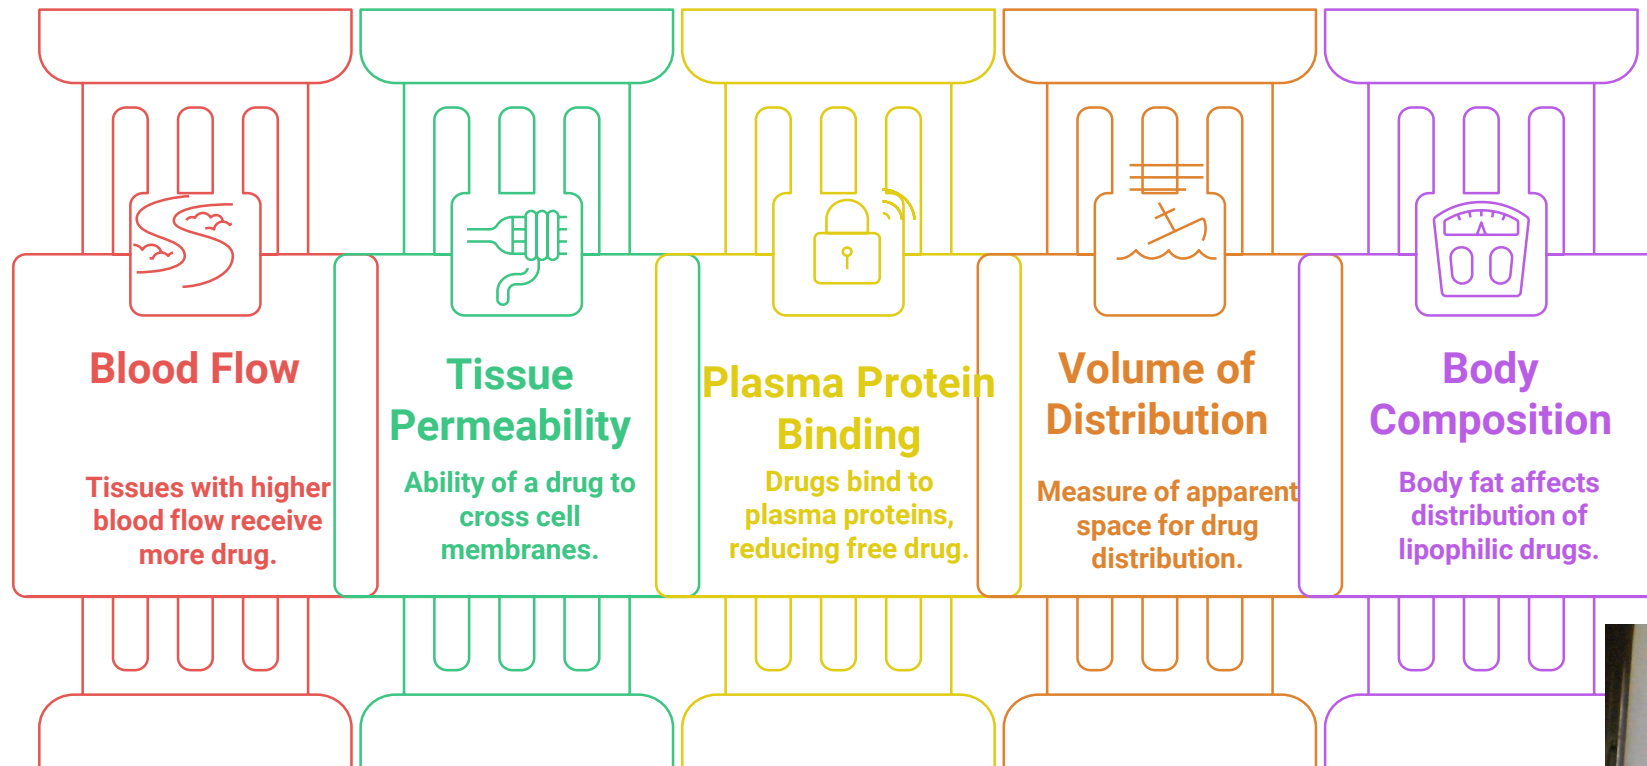 Blood Flow
Tissues with higher
blood flow receive
more drug.
Tissue
Permeability
Ability of a drug to
cross cell
membranes.
Plasma Protein
Binding
Drugs bind to
plasma proteins,
reducing free drug.
Volume of
Distribution
Measure of apparent
space for drug
distribution.
Body
Composition
Body fat affects
distribution of
lipophilic drugs.